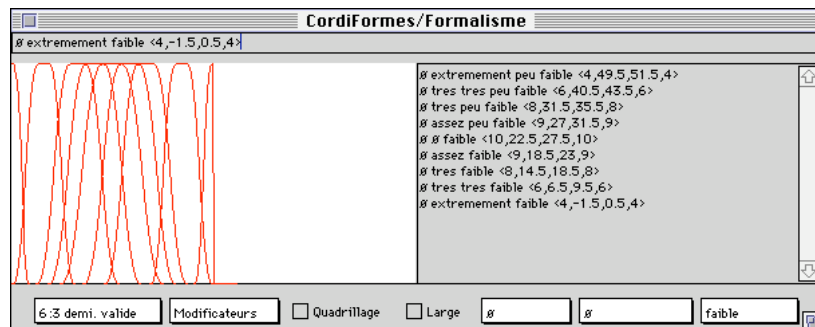 CordiFormes/Formalisme
ø extremement faible <4,-1.5,0.5,4>
ø extremement peu faible <4,49.5,51.5,4>
ø tres tres peu faible <6,40.5,43.5,6>
ø tres peu faible <8,31.5,35.5,8>
ø assez peu faible <9,27,31.5,9>
ø ø faible <10,22.5,27.5,10>
ø assez faible <9,18.5,23,9>
ø tres faible <8,14.5,18.5,8>
ø tres tres faible <6,6.5,9.5,6>
ø extremement faible <4,-1.5,0.5,4>
6:3 demi. valide Modificateurs Quadrillage Large ø ø faible